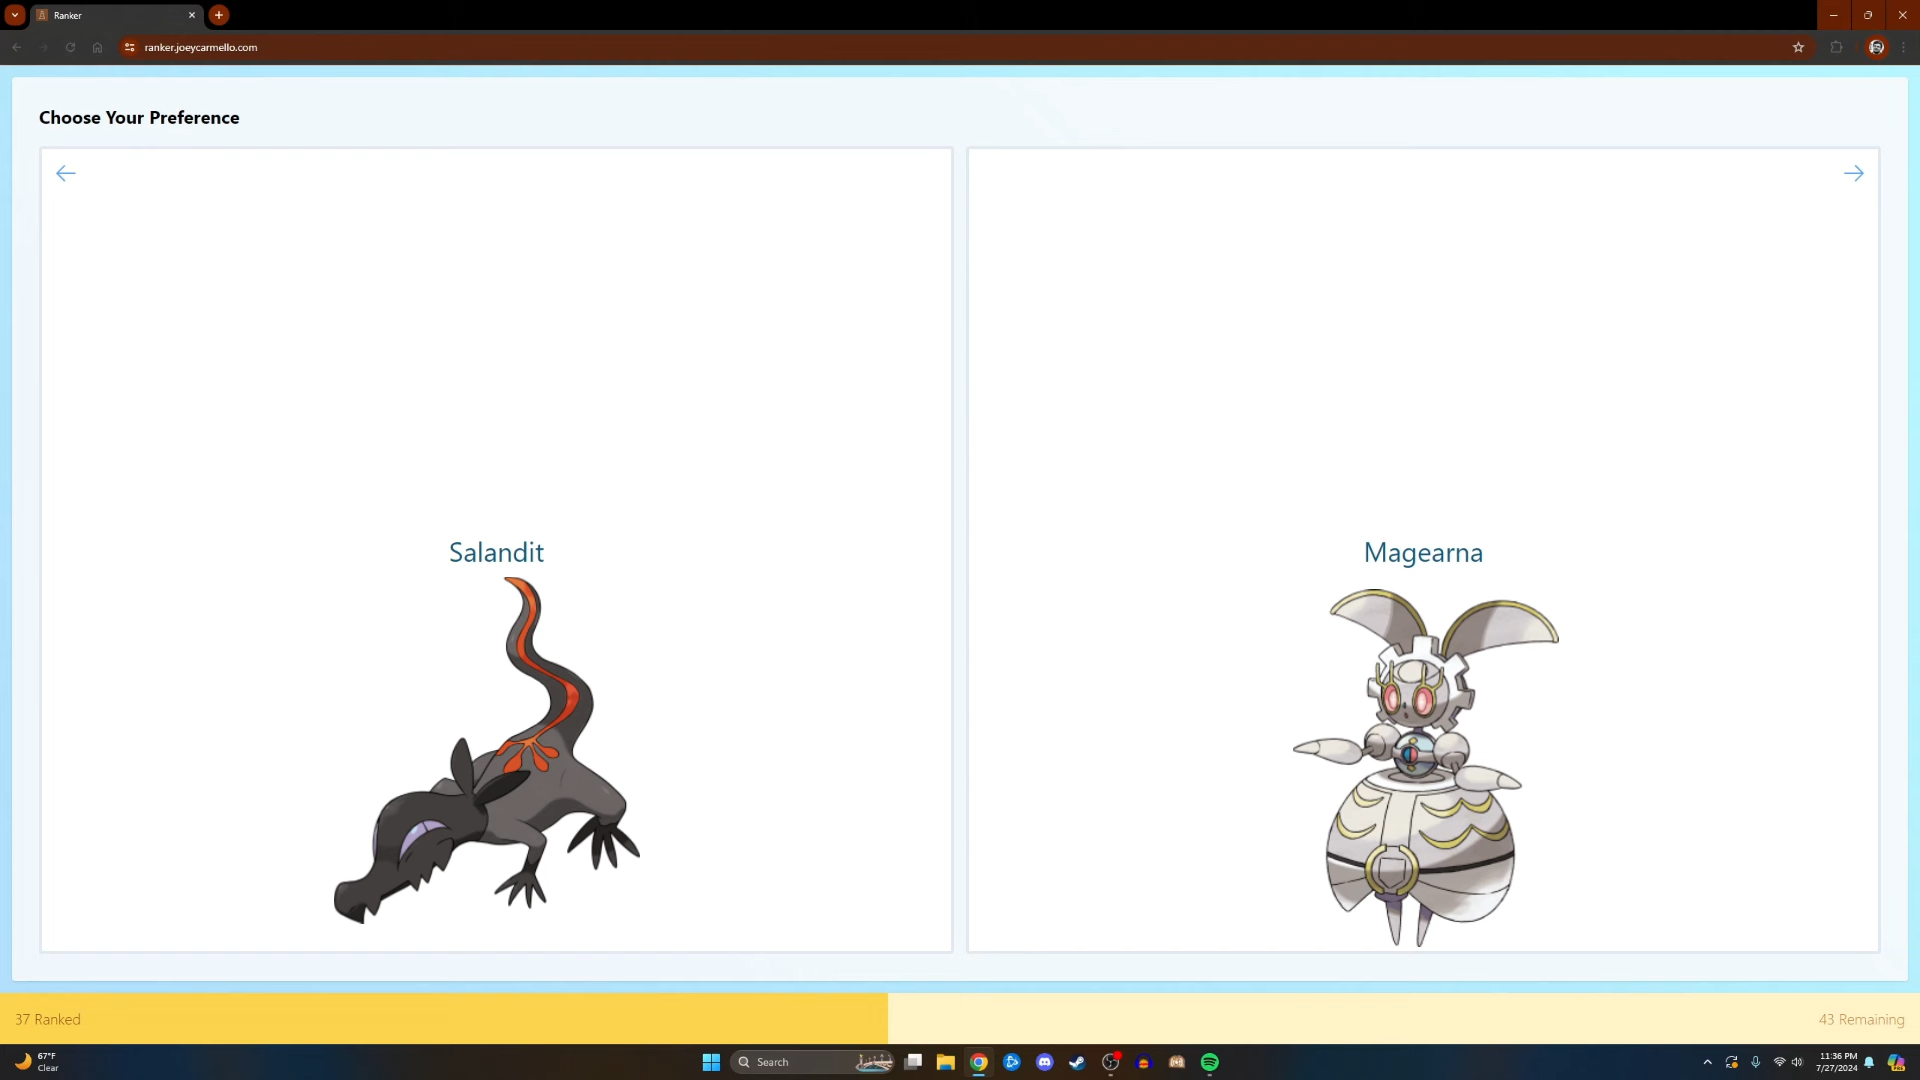 Ranker
ranker.joeycarmello.com
Choose Your Preference
Salandit
Magearna
37 Ranked
43 Remaining
67°F
Clear
Search
11:36 PM
7/27/2024